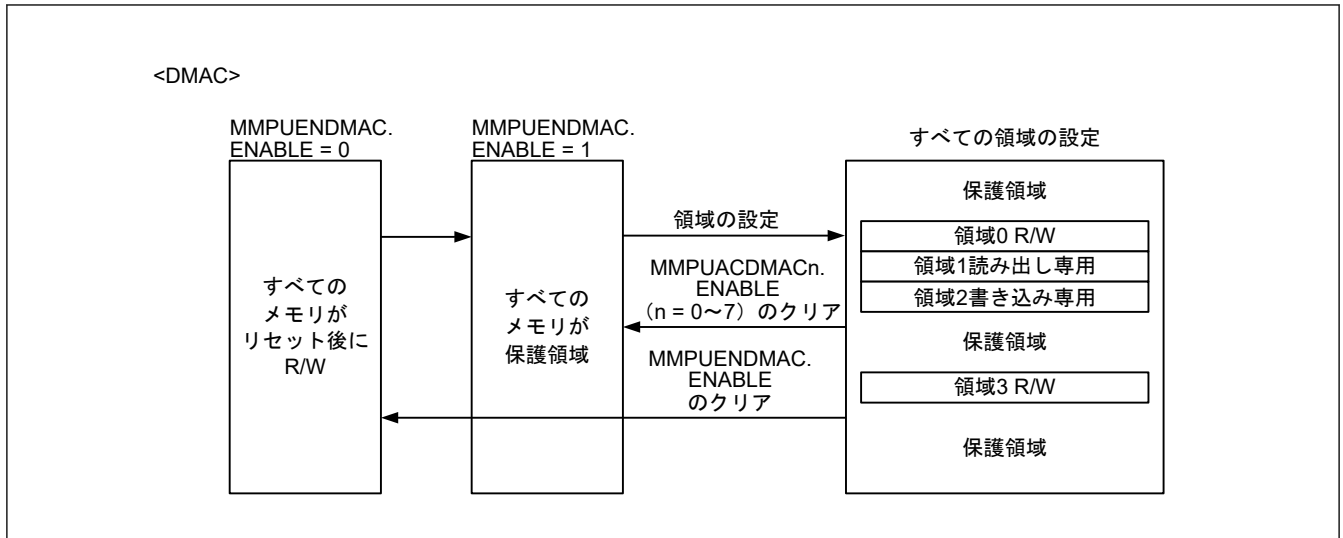 <DMAC>
MMPUENDMAC.
ENABLE = 0
MMPUENDMAC.
ENABLE = 1
すべての領域の設定
すべての
メモリが
リセット後に
R/W
すべての
メモリが
保護領域
領域の設定
MMPUACDMACn.
ENABLE
(n = 0~7)のクリア
MMPUENDMAC.
ENABLE
のクリア
保護領域
領域0 R/W
領域1読み出し専用
領域2書き込み専用
保護領域
領域3 R/W
保護領域